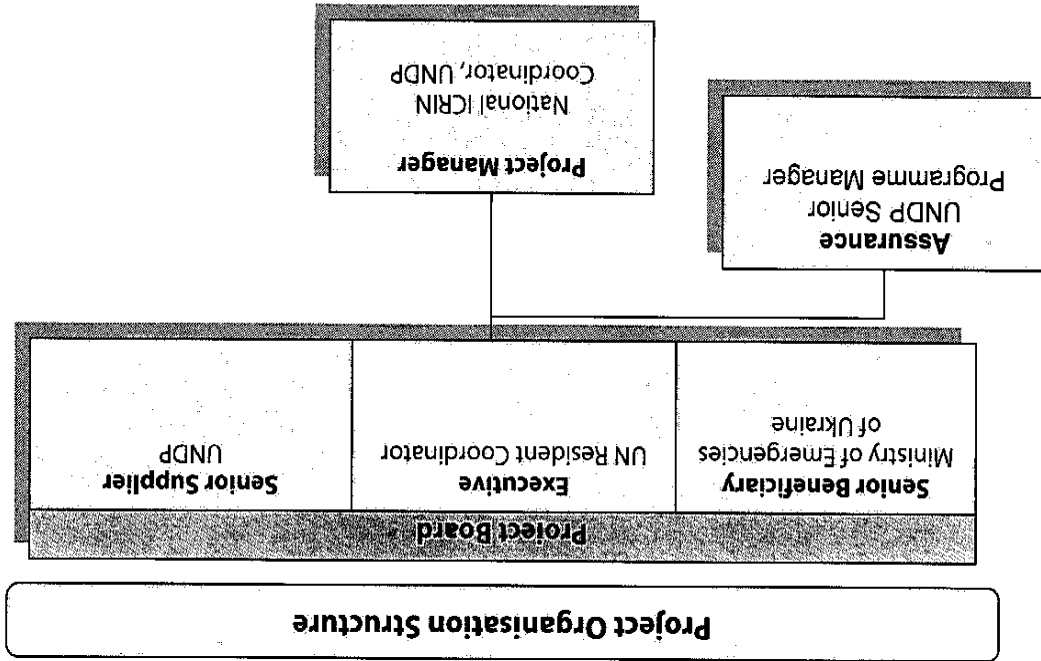 Project Organisation Structure
Project Board
Senior Beneficiary
Ministry of Emergencies
of Ukraine
Executive
UN Resident Coordinator
Senior Supplier
UNDP
Assurance
UNDP Senior
Programme Manager
Project Manager
National ICRIN
Coordinator, UNDP